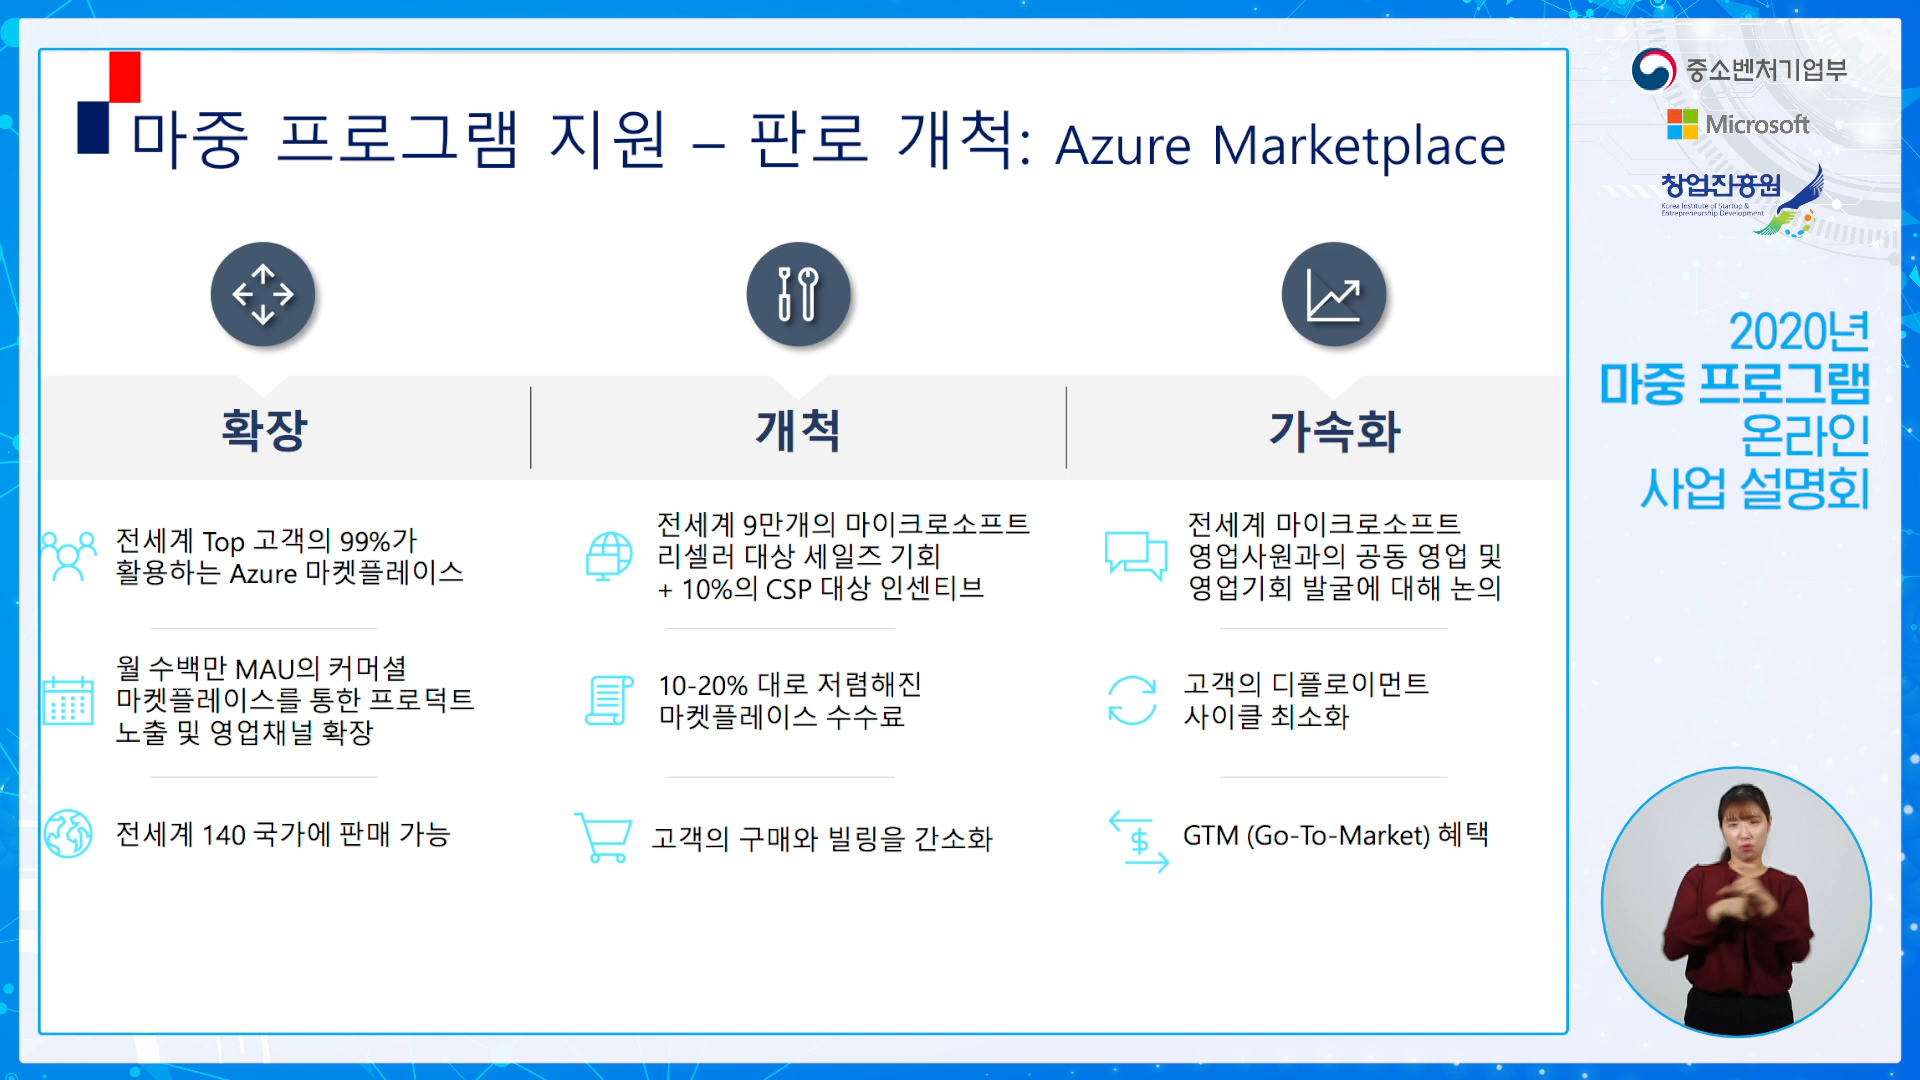 마중 프로그램 지원 – 판로 개척: Azure Marketplace
확장
전세계 Top 고객의 99%가
활용하는 Azure 마켓플레이스
월 수백만 MAU의 커머셜
마켓플레이스를 통한 프로덕트
노출 및 영업채널 확장
전세계 140 국가에 판매 가능
개척
전세계 9만개의 마이크로소프트
리셀러 대상 세일즈 기회
+ 10%의 CSP 대상 인센티브
10-20% 대로 저렴해진
마켓플레이스 수수료
고객의 구매와 빌링을 간소화
가속화
전세계 마이크로소프트
영업사원과의 공동 영업 및
영업기회 발굴에 대해 논의
고객의 디플로이먼트
사이클 최소화
$
GTM (Go-To-Market) 혜택
중소벤처기업부
Microsoft
창업진흥원
Korea Institute of Startup &
Entrepreneurship Development
2020년
마중 프로그램
온라인
사업 설명회